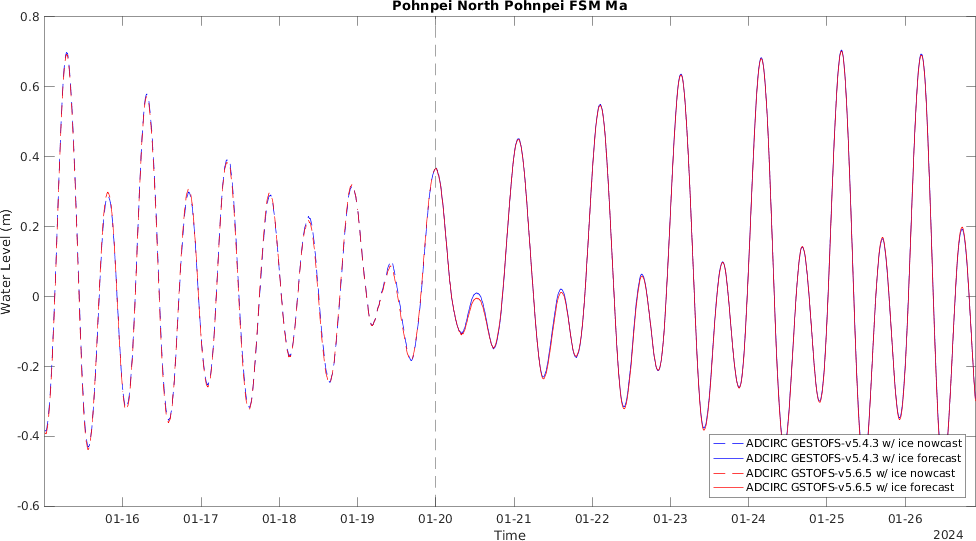 Pohnpei North Pohnpei FSM Ma
0.8
0.6
0.4
0.2
0
-0.2
-0.4
-0.6
Water Level (m)
ADCIRC GESTOFS-v5.4.3 w/ ice nowcast
ADCIRC GESTOFS-v5.4.3 w/ ice forecast
ADCIRC GSTOFS-v5.6.5 w/ ice nowcast
ADCIRC GSTOFS-v5.6.5 w/ ice forecast
01-16 01-17 01-18 01-19 01-20 01-21 01-22 01-23 01-24 01-25 01-26
Time
2024